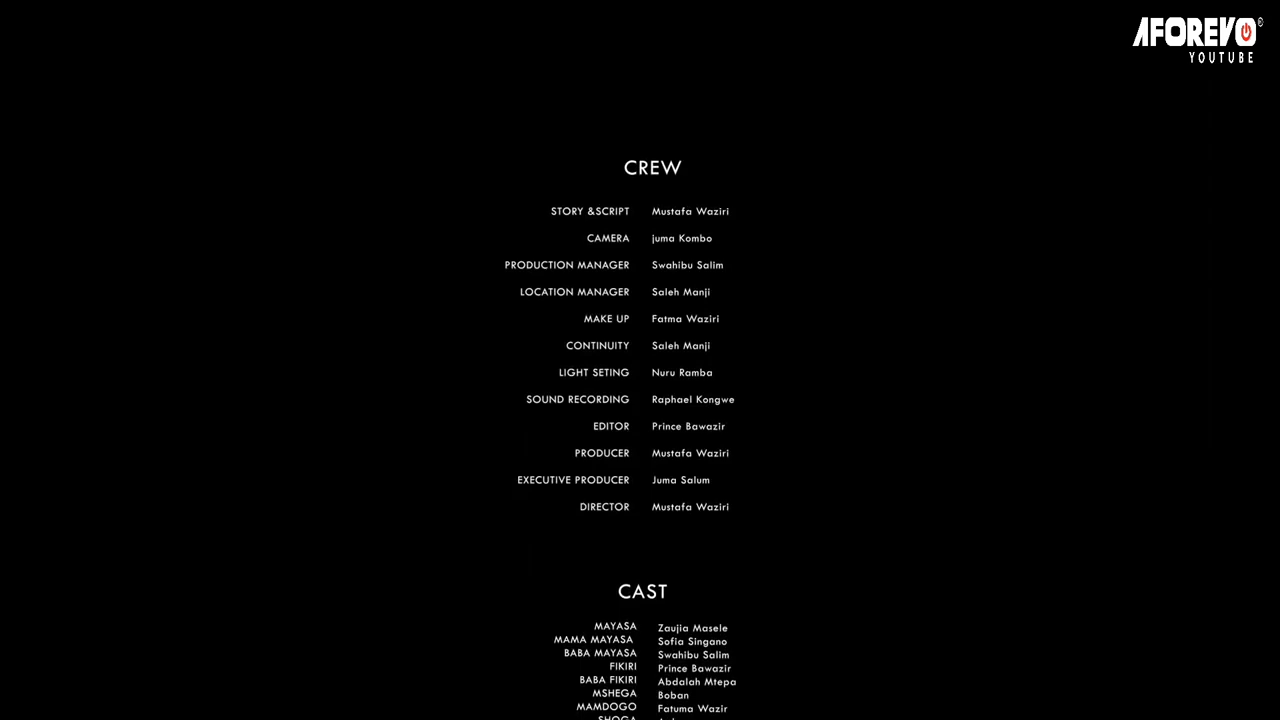 AFOREVO®
YOUTUBE
CREW
STORY &SCRIPT Mustafa Waziri
CAMERA juma Kombo
PRODUCTION MANAGER Swahibu Salim
LOCATION MANAGER Saleh Manji
MAKE UP Fatma Waziri
CONTINUITY Saleh Manji
LIGHT SETING Nuru Ramba
SOUND RECORDING Raphael Kongwe
EDITOR Prince Bawazir
PRODUCER Mustafa Waziri
EXECUTIVE PRODUCER Juma Salum
DIRECTOR Mustafa Waziri
CAST
MAYASA Zaujia Masele
MAMA MAYASA Sofia Singano
BABA MAYASA Swahibu Salim
FIKIRI Prince Bawazir
BABA FIKIRI Abdalah Mtepa
MSHEGA Boban
MAMDOGO Fatuma Wazir
SHOGA